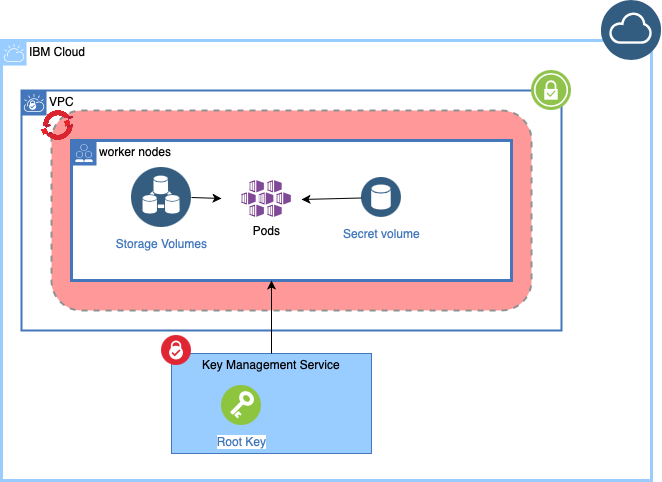 IBM Cloud
VPC
worker nodes
Storage Volumes
Pods
Secret volume
Key Management Service
Root Key